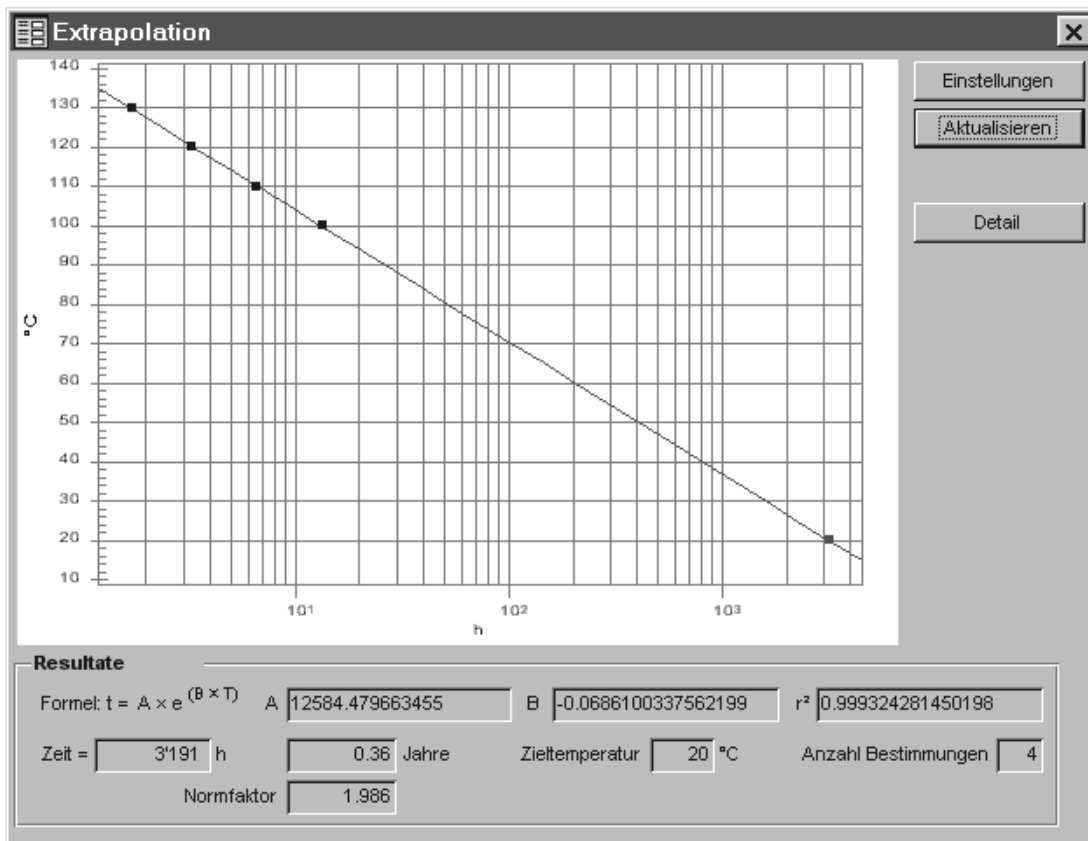 Extrapolation
140
130
120
110
100
90
80
70
60
50
40
30
20
10
°C
10¹ 10² 10³
h
Einstellungen
Aktualisieren
Detail
Resultate
Formel: t = A × e (B × T) A 12584.479663455 B -0.0686100337562199 r² 0.999324281450198
Zeit = 3'191 h 0.36 Jahre Zieltemperatur 20 °C Anzahl Bestimmungen 4
Normfaktor 1.986